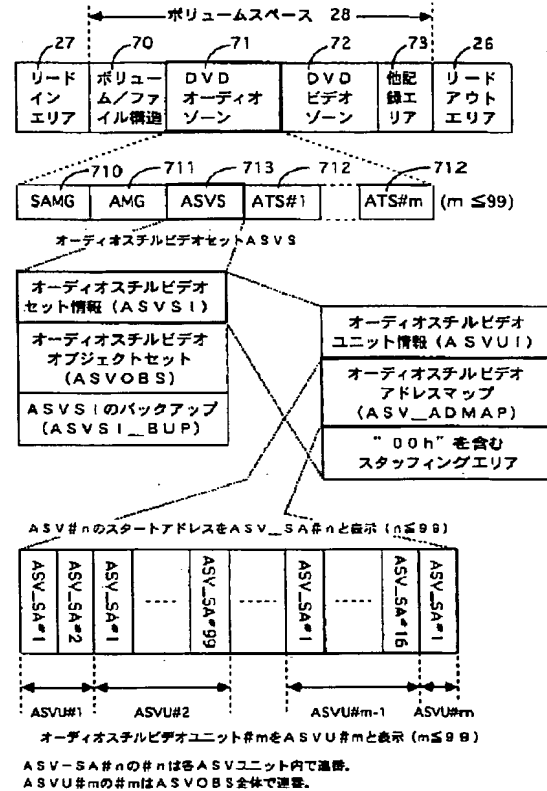 ボリュームスペース 28
27 70 71 72 73 26
リード
イン
エリア
ボリュー
ム/ファ
イル構造
DVD
オーディオ
ゾーン
DVD
ビデオ
ゾーン
他記
録エ
リア
リード
アウト
エリア
710 711 713 712 712
SAMG AMG ASVS ATS#1 ATS#m (m≦99)
オーディオスチルビデオセットASVS
オーディオスチルビデオ
セット情報(ASVSI)
オーディオスチルビデオ
オブジェクトセット
(ASVOBS)
ASVSIのバックアップ
(ASVSI_BUP)
オーディオスチルビデオ
ユニット情報(ASVUI)
オーディオスチルビデオ
アドレスマップ
(ASV_ADMAP)
"00h"を含む
スタッフィングエリア
ASV#nのスタートアドレスをASV_SA#nと表示(n≦99)
ASV_SA#1 ASV_SA#2 ASV_SA#1 ASV_SA#99 ASV_SA#1 ASV_SA#16 ASV_SA#1
ASVU#1 ASVU#2 ASVU#m-1 ASVU#m
オーディオスチルビデオユニット#mをASVU#mと表示(m≦99)
ASV-SA#nの#nは各ASVユニット内で連番。
ASVU#mの#mはASVOBS全体で連番。